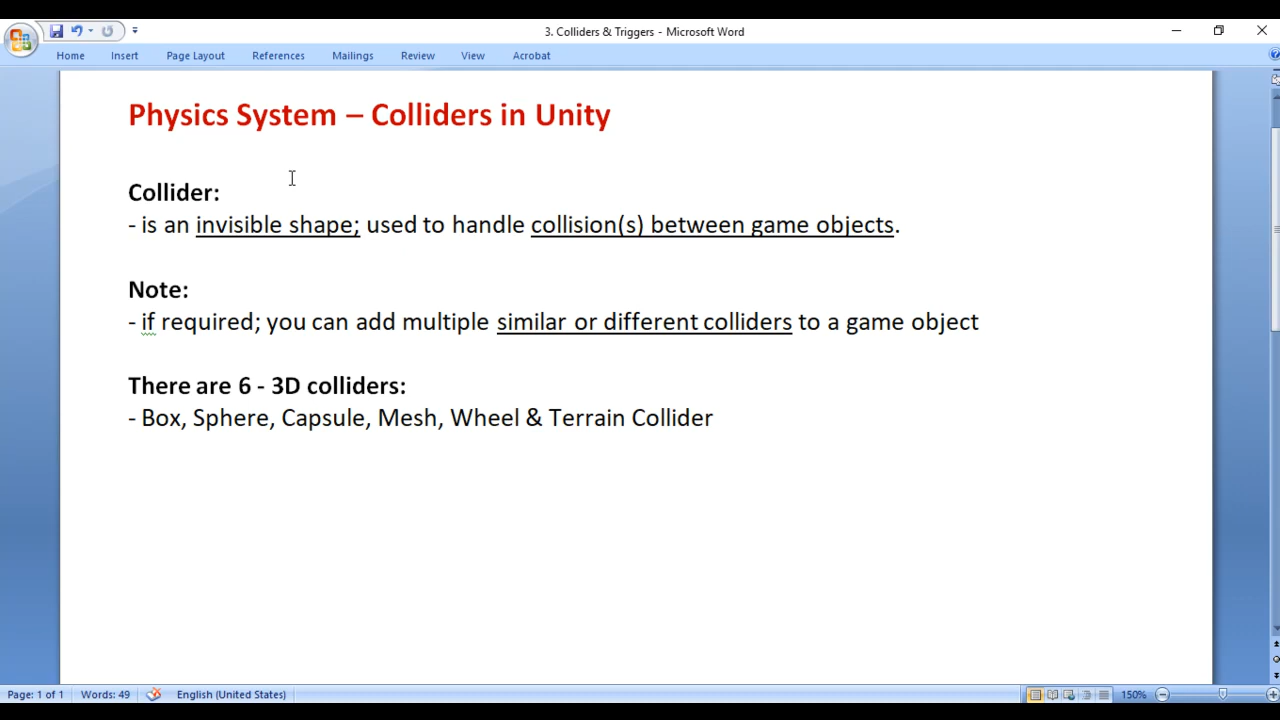 3. Colliders & Triggers - Microsoft Word
Home Insert Page Layout References Mailings Review View Acrobat
Physics System – Colliders in Unity
Collider:
- is an invisible shape; used to handle collision(s) between game objects.
Note:
- if required; you can add multiple similar or different colliders to a game object
There are 6 - 3D colliders:
- Box, Sphere, Capsule, Mesh, Wheel & Terrain Collider
Page: 1 of 1 Words: 49 English (United States) 150%